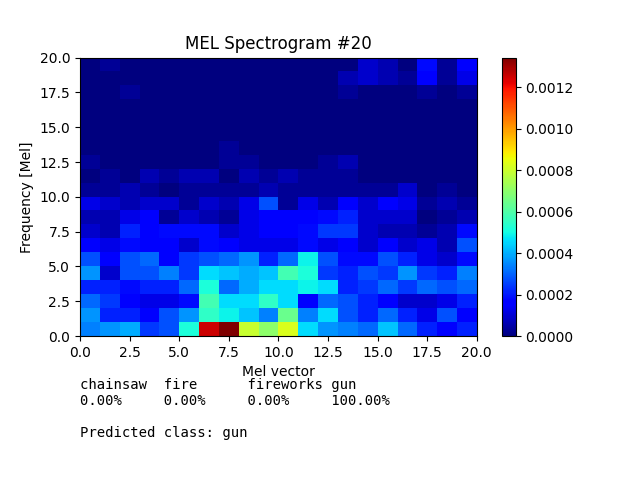 MEL Spectrogram #20
20.0
17.5
15.0
12.5
10.0
7.5
5.0
2.5
0.0
Frequency [Mel]
0.0 2.5 5.0 7.5 10.0 12.5 15.0 17.5 20.0
Mel vector
0.0012
0.0010
0.0008
0.0006
0.0004
0.0002
0.0000
chainsaw fire fireworks gun
0.00% 0.00% 0.00% 100.00%
Predicted class: gun